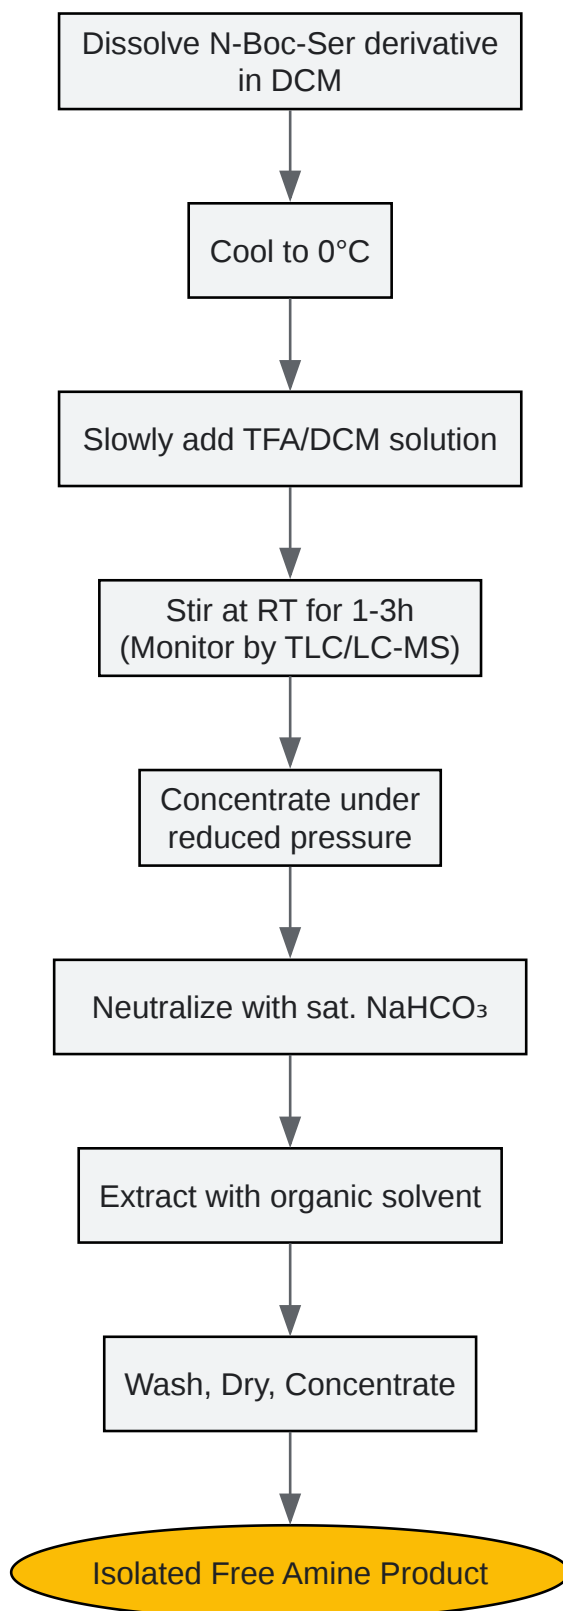 Dissolve N-Boc-Ser derivative
in DCM
Cool to 0°C
Slowly add TFA/DCM solution
Stir at RT for 1-3h
(Monitor by TLC/LC-MS)
Concentrate under
reduced pressure
Neutralize with sat. NaHCO₃
Extract with organic solvent
Wash, Dry, Concentrate
Isolated Free Amine Product